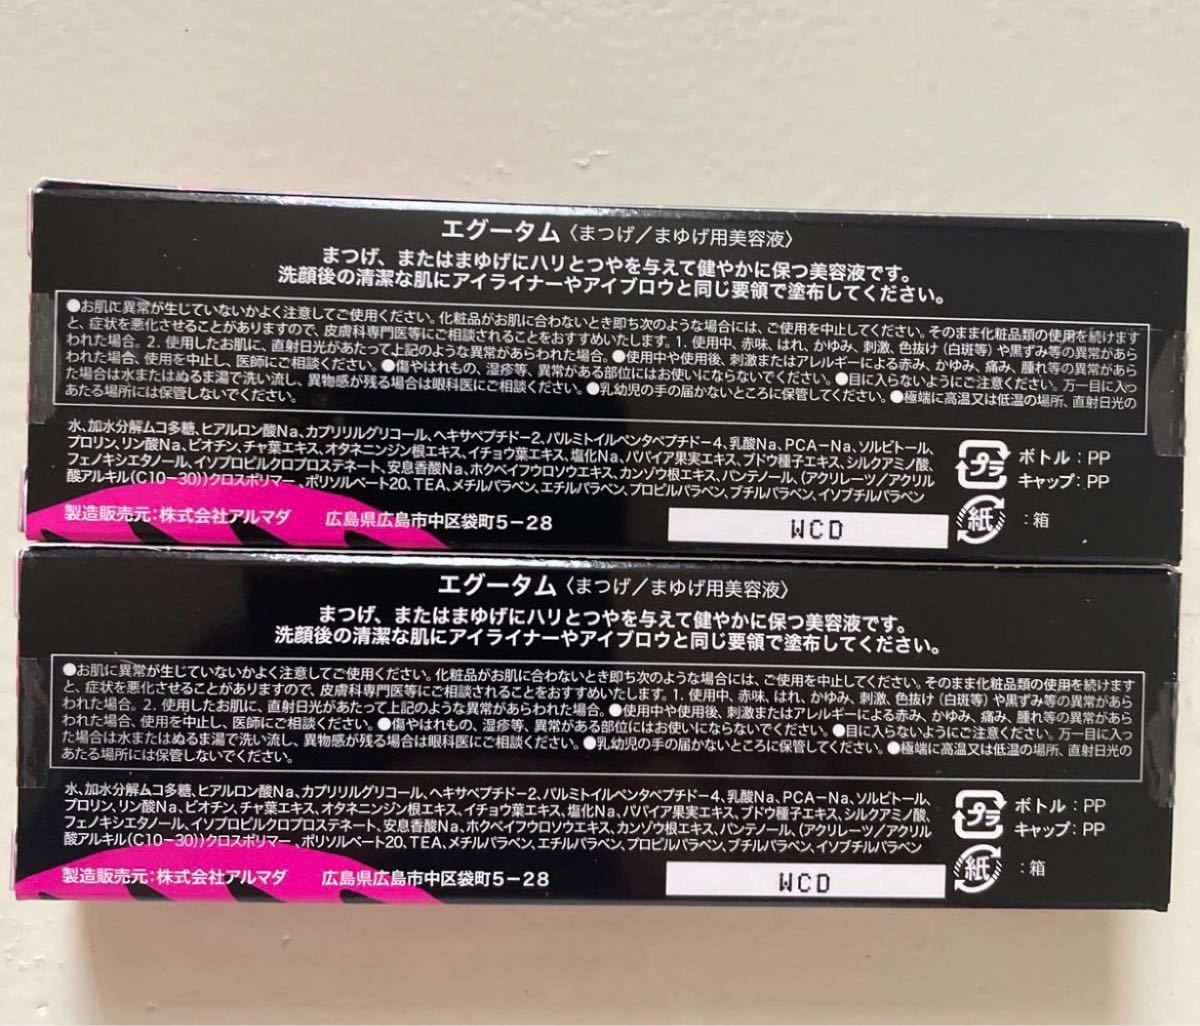 エグータム〈まつげ／まゆげ用美容液〉
まつげ、またはまゆげにハリとつやを与えて健やかに保つ美容液です。
洗顔後の清潔な肌にアイライナーやアイブロウと同じ要領で塗布してください。
●お肌に異常が生じていないかよく注意してご使用ください。化粧品がお肌に合わないとき即ち次のような場合には、ご使用を中止してください。そのまま化粧品類の使用を続けます
と、症状を悪化させることがありますので、皮膚科専門医等にご相談されることをおすすめいたします。1. 使用中、赤味、はれ、かゆみ、刺激、色抜け（白斑等）や黒ずみ等の異常があら
われた場合。2. 使用したお肌に、直射日光があたって上記のような異常があらわれた場合。●使用中や使用後、刺激またはアレルギーによる赤み、かゆみ、痛み、腫れ等の異常があらわ
れた場合、使用を中止し、医師にご相談ください。●傷やはれもの、湿疹等、異常がある部位にはお使いにならないでください。●目に入らないようにご注意ください。万一目に入っ
た場合は水またはぬるま湯で洗い流し、異物感が残る場合は眼科医にご相談ください。●乳幼児の手の届かないところに保管してください。●極端に高温又は低温の場所、直射日光の
あたる場所には保管しないでください。
水、加水分解ムコ多糖、ヒアルロン酸Na、カプリリルグリコール、ヘキサペプチド－2、パルミトイルペンタペプチド－4、乳酸Na、PCA－Na、ソルビトール、
プロリン、リン酸Na、ビオチン、チャ葉エキス、オタネニンジン根エキス、イチョウ葉エキス、塩化Na、パパイア果実エキス、ブドウ種子エキス、シルクアミノ酸、
フェノキシエタノール、イソプロピルクロプロステネート、安息香酸Na、ホクベイフウロソウエキス、カンゾウ根エキス、パンテノール、（アクリレーツ／アクリル
酸アルキル（C10－30））クロスポリマー、ポリソルベート20、TEA、メチルパラベン、エチルパラベン、プロピルパラベン、ブチルパラベン、イソブチルパラベン
プラ ボトル：PP
キャップ：PP
紙 ：箱
製造販売元：株式会社アルマダ 広島県広島市中区袋町5－28
WCD
エグータム〈まつげ／まゆげ用美容液〉
まつげ、またはまゆげにハリとつやを与えて健やかに保つ美容液です。
洗顔後の清潔な肌にアイライナーやアイブロウと同じ要領で塗布してください。
●お肌に異常が生じていないかよく注意してご使用ください。化粧品がお肌に合わないとき即ち次のような場合には、ご使用を中止してください。そのまま化粧品類の使用を続けます
と、症状を悪化させることがありますので、皮膚科専門医等にご相談されることをおすすめいたします。1. 使用中、赤味、はれ、かゆみ、刺激、色抜け（白斑等）や黒ずみ等の異常があら
われた場合。2. 使用したお肌に、直射日光があたって上記のような異常があらわれた場合。●使用中や使用後、刺激またはアレルギーによる赤み、かゆみ、痛み、腫れ等の異常があら
われた場合、使用を中止し、医師にご相談ください。●傷やはれもの、湿疹等、異常がある部位にはお使いにならないでください。●目に入らないようにご注意ください。万一目に入っ
た場合は水またはぬるま湯で洗い流し、異物感が残る場合は眼科医にご相談ください。●乳幼児の手の届かないところに保管してください。●極端に高温又は低温の場所、直射日光の
あたる場所には保管しないでください。
水、加水分解ムコ多糖、ヒアルロン酸Na、カプリリルグリコール、ヘキサペプチド－2、パルミトイルペンタペプチド－4、乳酸Na、PCA－Na、ソルビトール、
プロリン、リン酸Na、ビオチン、チャ葉エキス、オタネニンジン根エキス、イチョウ葉エキス、塩化Na、パパイア果実エキス、ブドウ種子エキス、シルクアミノ酸、
フェノキシエタノール、イソプロピルクロプロステネート、安息香酸Na、ホクベイフウロソウエキス、カンゾウ根エキス、パンテノール、（アクリレーツ／アクリル
酸アルキル（C10－30））クロスポリマー、ポリソルベート20、TEA、メチルパラベン、エチルパラベン、プロピルパラベン、ブチルパラベン、イソブチルパラベン
プラ ボトル：PP
キャップ：PP
紙 ：箱
製造販売元：株式会社アルマダ 広島県広島市中区袋町5－28
WCD